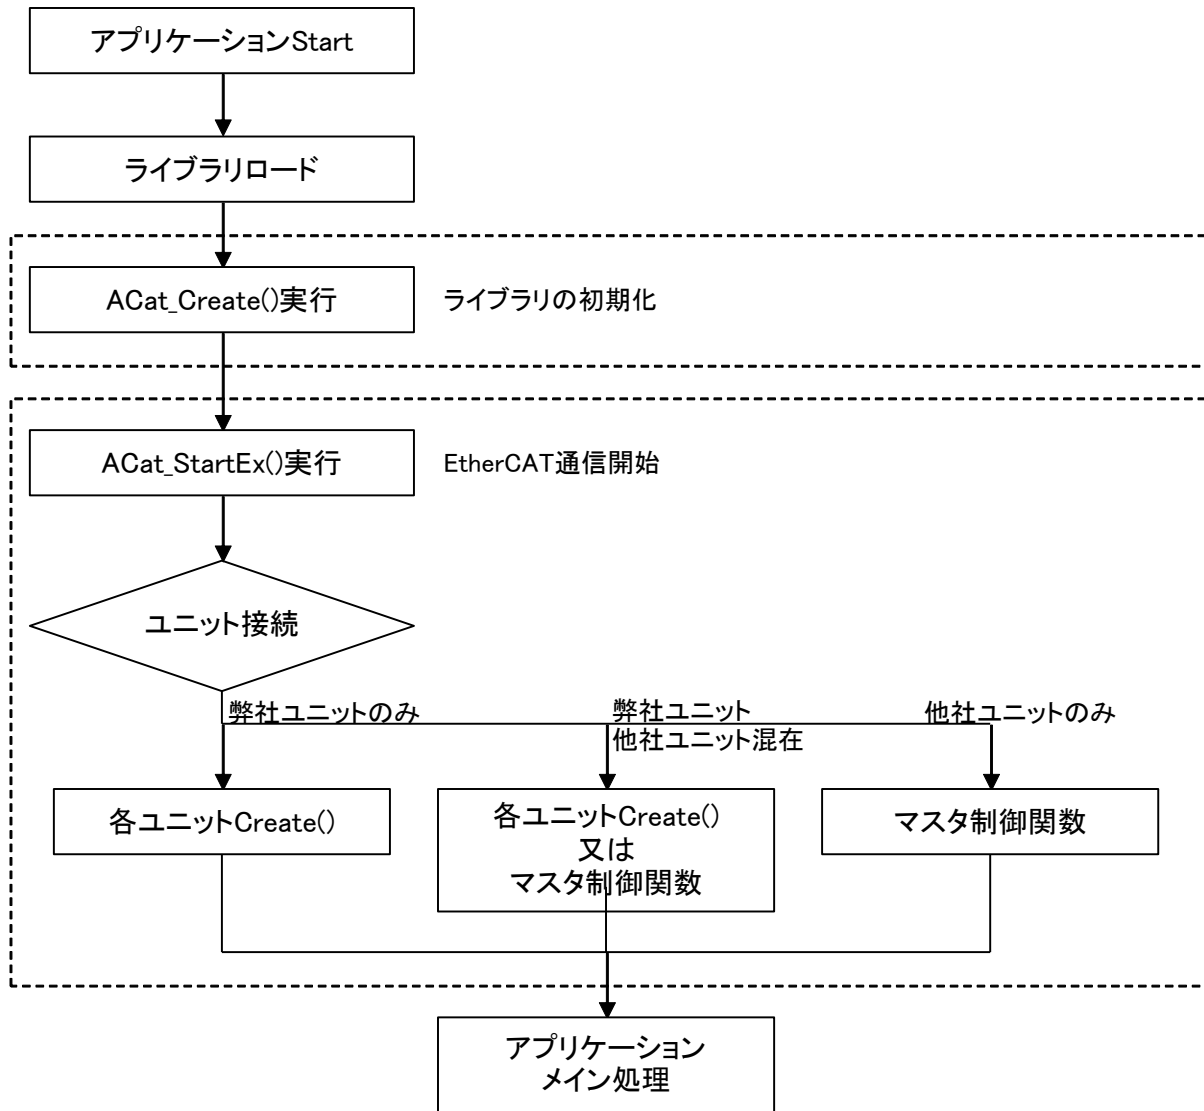 アプリケーションStart
ライブラリロード
ACat_Create()実行
ライブラリの初期化
ACat_StartEx()実行
EtherCAT通信開始
ユニット接続
弊社ユニットのみ
弊社ユニット
他社ユニット混在
他社ユニットのみ
各ユニットCreate()
各ユニットCreate()
又は
マスタ制御関数
マスタ制御関数
アプリケーション
メイン処理